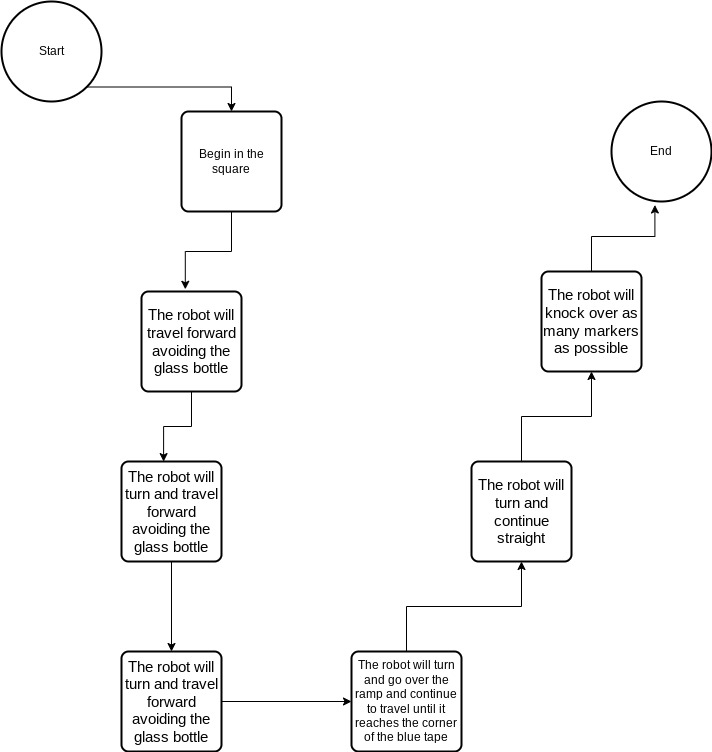 Start
Begin in the
square
The robot will
travel forward
avoiding the
glass bottle
The robot will
turn and travel
forward
avoiding the
glass bottle
The robot will
turn and travel
forward
avoiding the
glass bottle
The robot will turn
and go over the
ramp and continue
to travel until it
reaches the corner
of the blue tape
The robot will
turn and
continue
straight
The robot will
knock over as
many markers
as possible
End